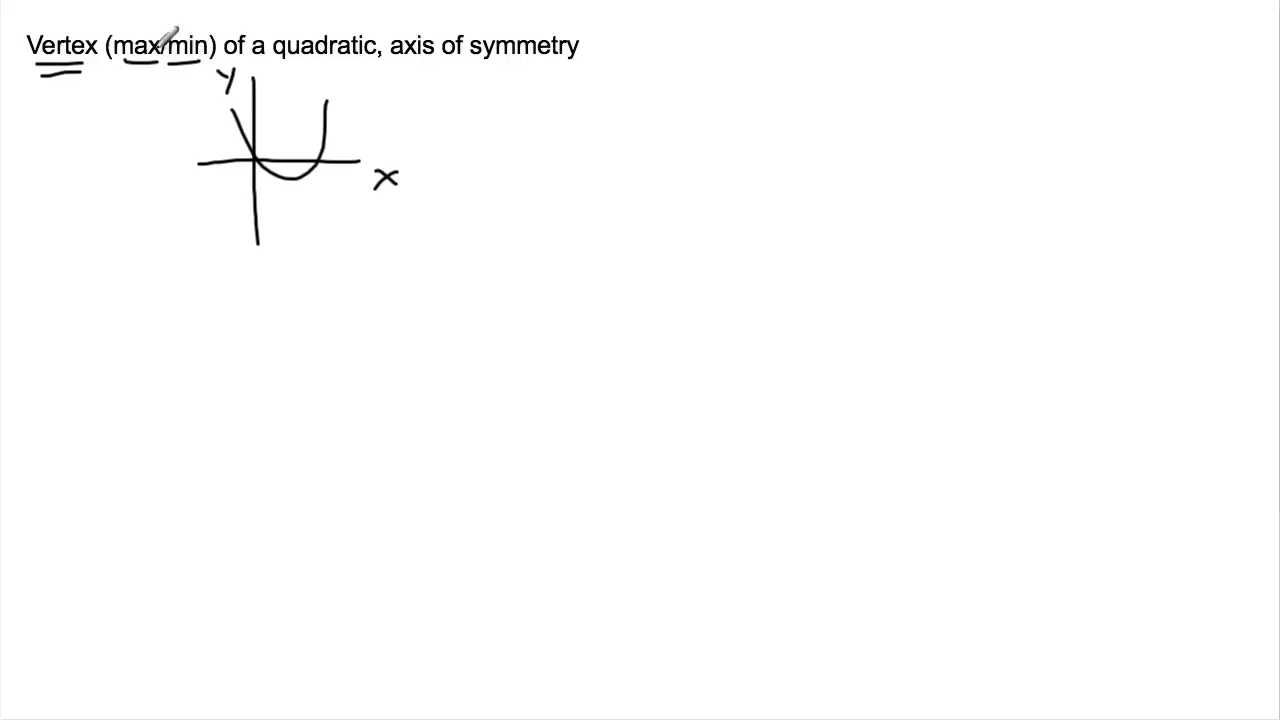 Vertex (max/min) of a quadratic, axis of symmetry
y
x